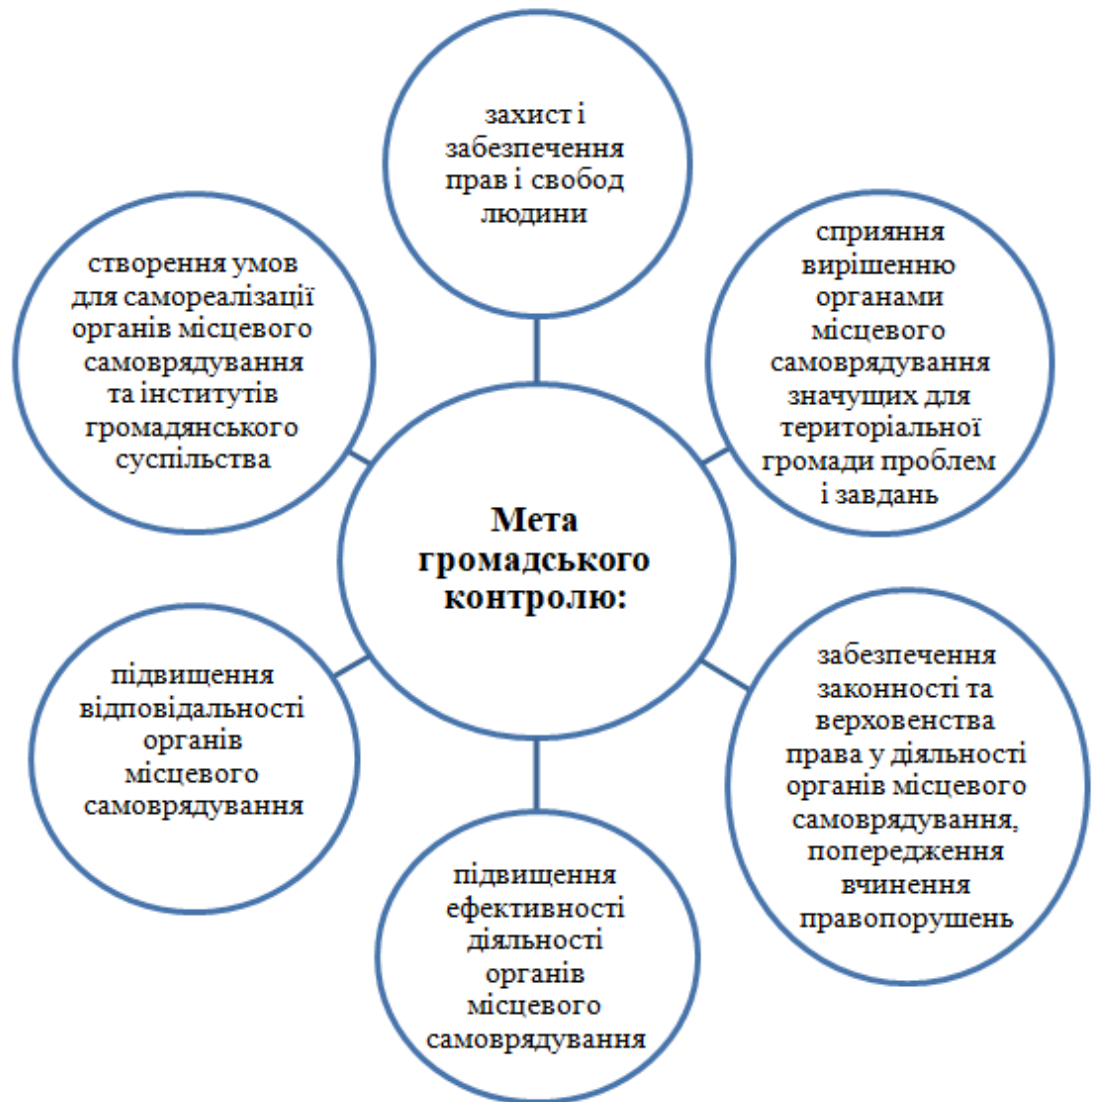 захист і
забезпечення
прав і свобод
людини
сприяння
вирішенню
органами
місцевого
самоврядування
значущих для
територіальної
громади проблем
і завдань
забезпечення
законності та
верховенства
права у діяльності
органів місцевого
самоврядування,
попередження
вчинення
правопорушень
підвищення
ефективності
діяльності
органів
місцевого
самоврядування
підвищення
відповідальності
органів
місцевого
самоврядування
створення умов
для самореалізації
органів місцевого
самоврядування
та інститутів
громадянського
суспільства
Мета
громадського
контролю: